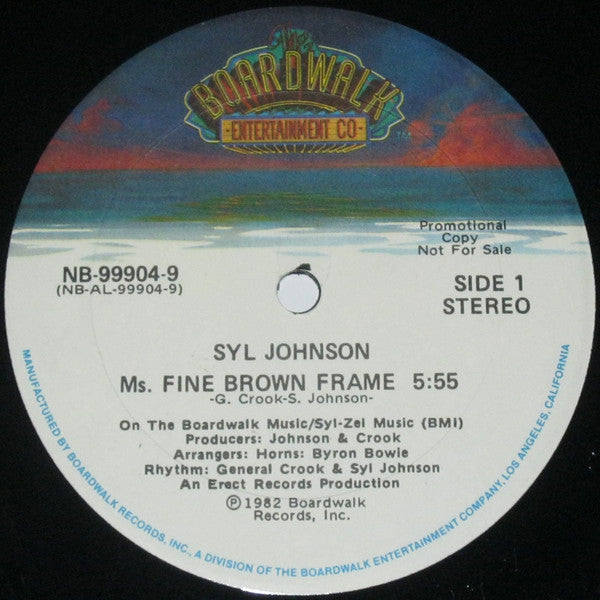 The
BOARDWALK
-ENTERTAINMENT CO-
TM
Promotional
Copy
Not For Sale
NB-99904-9
(NB-AL-99904-9)
SIDE 1
STEREO
SYL JOHNSON
Ms. FINE BROWN FRAME 5:55
-G. Crook-S. Johnson-
On The Boardwalk Music/Syl-Zel Music (BMI)
Producers: Johnson & Crook
Arrangers: Horns: Byron Bowie
Rhythm: General Crook & Syl Johnson
An Erect Records Production
Ⓟ1982 Boardwalk
Records, Inc.
MANUFACTURED BY BOARDWALK RECORDS, INC., A DIVISION OF THE BOARDWALK ENTERTAINMENT COMPANY, LOS ANGELES, CALIFORNIA